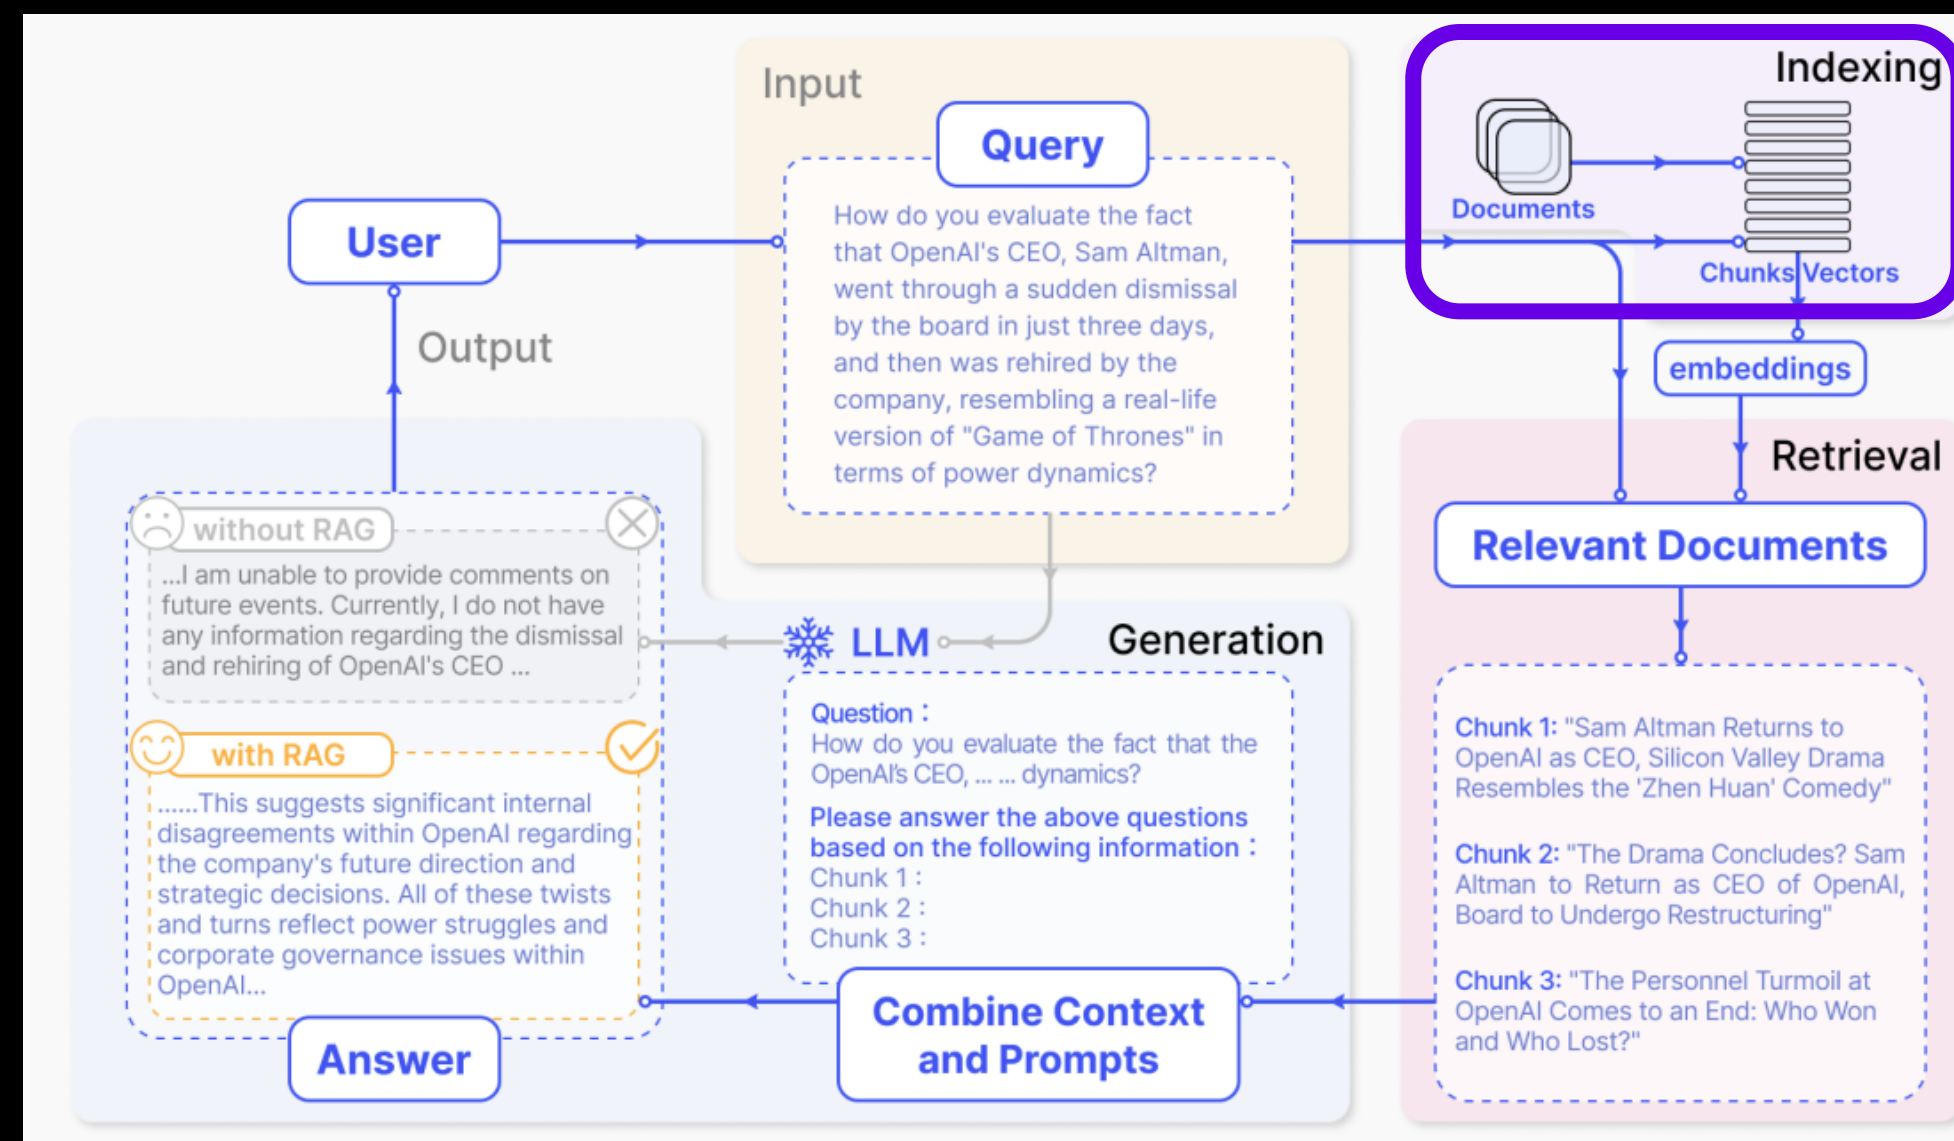 Input
Query
How do you evaluate the fact
that OpenAI's CEO, Sam Altman,
went through a sudden dismissal
by the board in just three days,
and then was rehired by the
company, resembling a real-life
version of "Game of Thrones" in
terms of power dynamics?
Indexing
Documents
Chunks Vectors
embeddings
User
Output
Retrieval
Relevant Documents
Chunk 1: "Sam Altman Returns to
OpenAI as CEO, Silicon Valley Drama
Resembles the 'Zhen Huan' Comedy"
Chunk 2: "The Drama Concludes? Sam
Altman to Return as CEO of OpenAI,
Board to Undergo Restructuring"
Chunk 3: "The Personnel Turmoil at
OpenAI Comes to an End: Who Won
and Who Lost?"
LLM
Generation
Question :
How do you evaluate the fact that the
OpenAI's CEO, ... ... dynamics?
Please answer the above questions
based on the following information :
Chunk 1 :
Chunk 2 :
Chunk 3 :
Combine Context
and Prompts
without RAG
...I am unable to provide comments on
future events. Currently, I do not have
any information regarding the dismissal
and rehiring of OpenAI's CEO ...
with RAG
......This suggests significant internal
disagreements within OpenAI regarding
the company's future direction and
strategic decisions. All of these twists
and turns reflect power struggles and
corporate governance issues within
OpenAI...
Answer